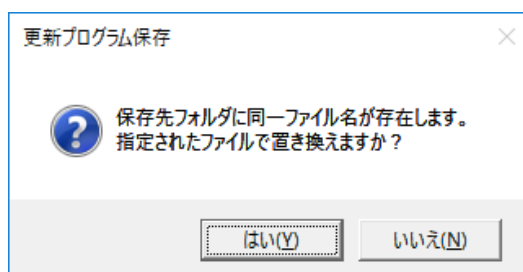 更新プログラム保存
保存先フォルダに同一ファイル名が存在します。
指定されたファイルで置き換えますか？
はい(Y)
いいえ(N)